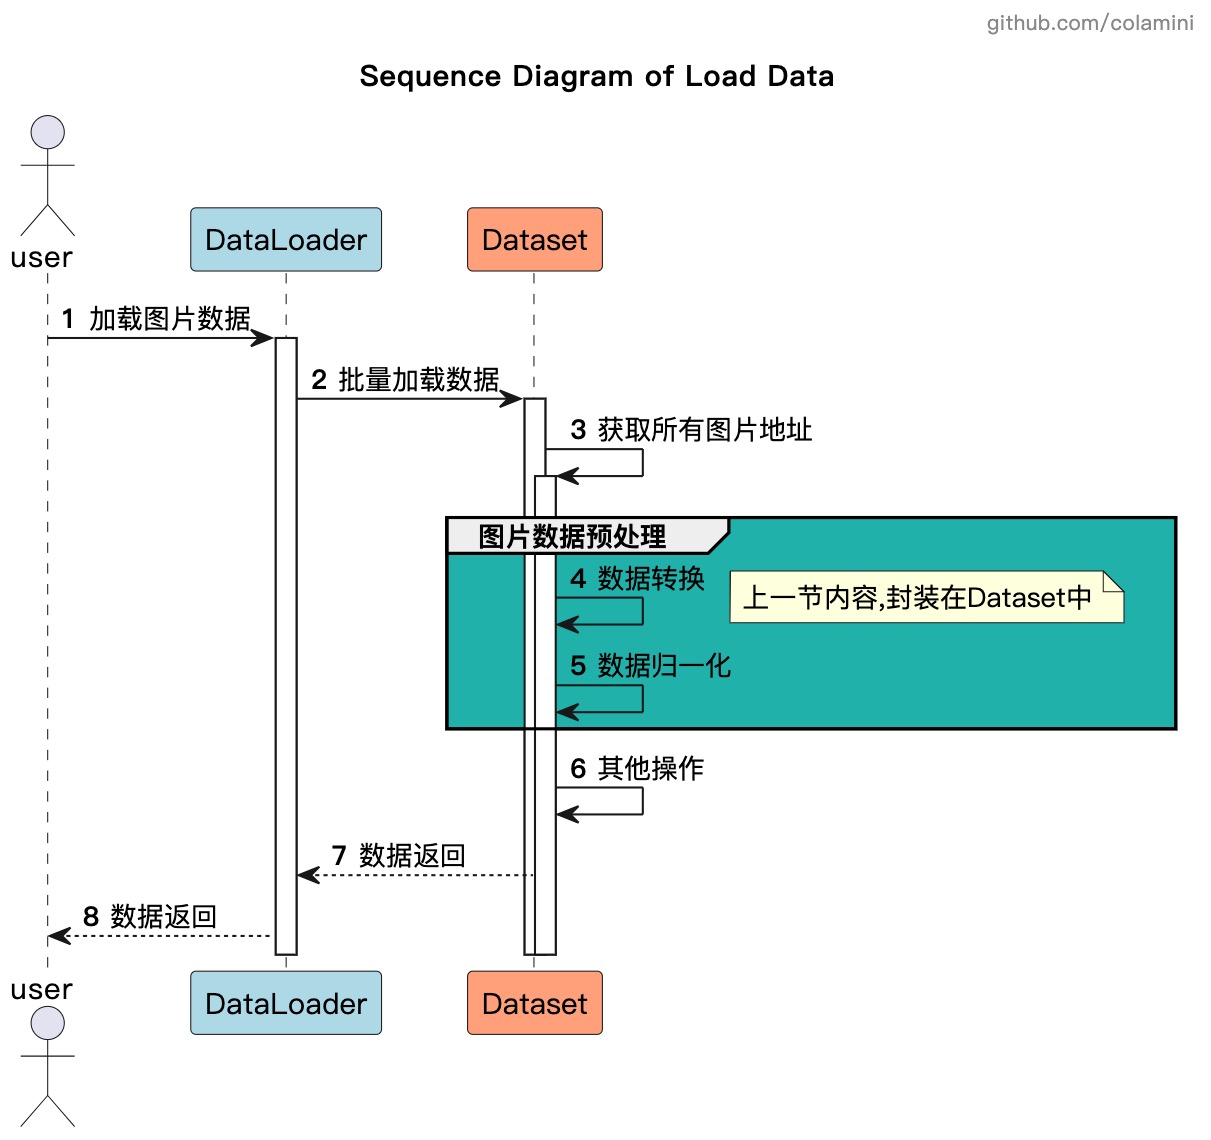 github.com/colamini
Sequence Diagram of Load Data
user
DataLoader
Dataset
1 加载图片数据
2 批量加载数据
3 获取所有图片地址
图片数据预处理
4 数据转换
上一节内容,封装在Dataset中
5 数据归一化
6 其他操作
7 数据返回
8 数据返回
user
DataLoader
Dataset